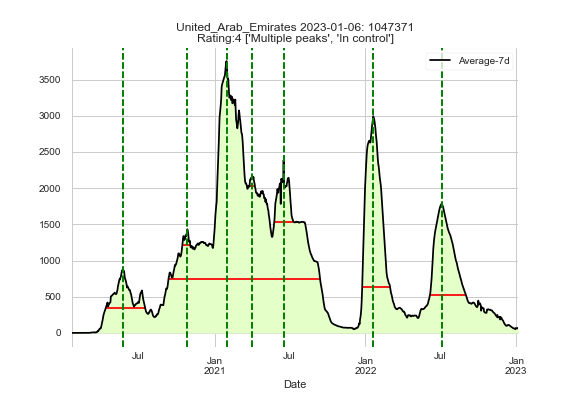 United_Arab_Emirates 2023-01-06: 1047371
Rating:4 ['Multiple peaks', 'In control']
Average-7d
3500
3000
2500
2000
1500
1000
500
0
Jul Jan Jul Jan Jul Jan
2021 2022 2023
Date